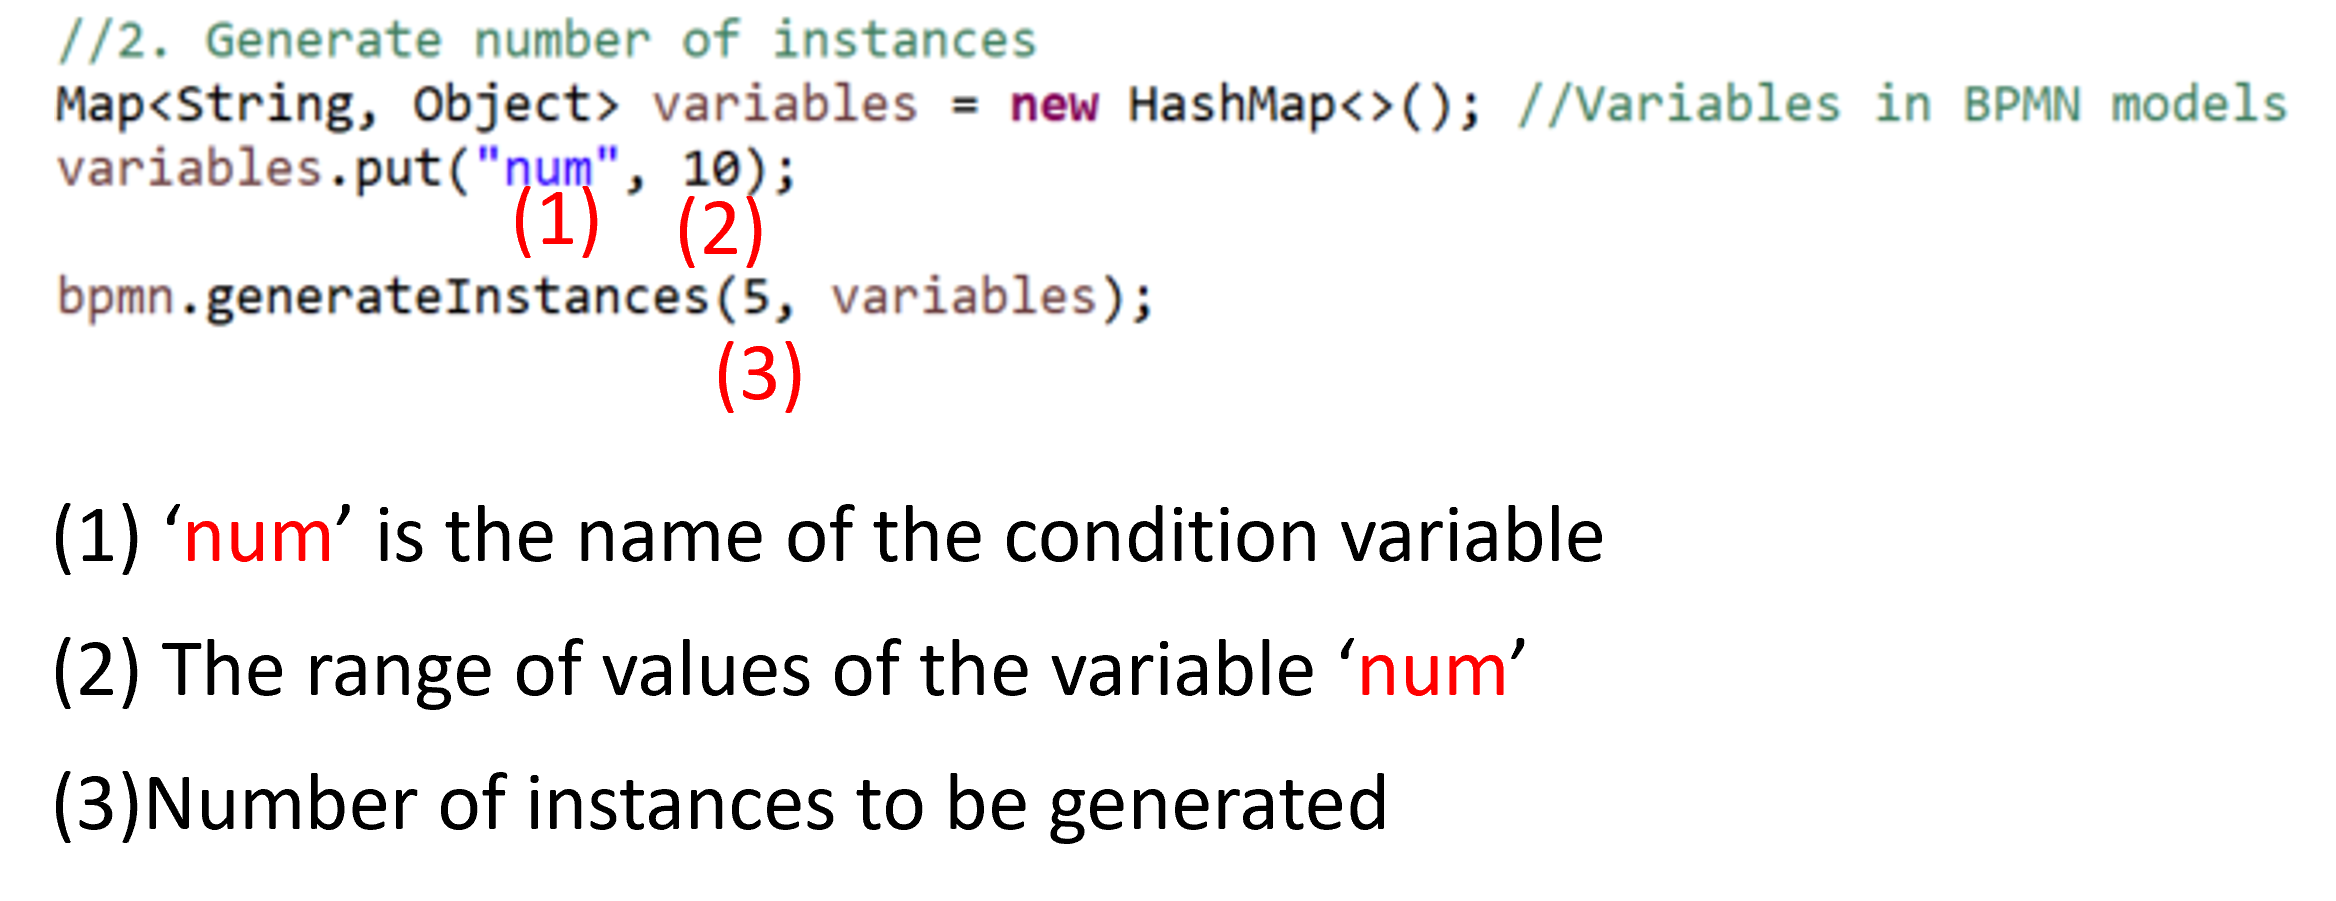 //2. Generate number of instances
Map<String, Object> variables = new HashMap<>(); //Variables in BPMN models
variables.put("num", 10);
(1) (2)
bpmn.generateInstances(5, variables);
(3)
(1) ‘num’ is the name of the condition variable
(2) The range of values of the variable ‘num’
(3)Number of instances to be generated